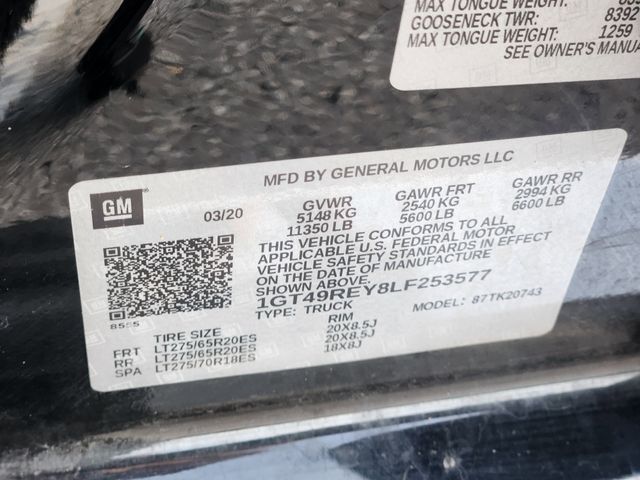 MAX TONGUE WEIGHT:
GOOSENECK TWR: 8392
MAX TONGUE WEIGHT: 1259
SEE OWNER'S MANUA
MFD BY GENERAL MOTORS LLC
GM
03/20 GVWR GAWR FRT GAWR RR
5148 KG 2540 KG 2994 KG
11350 LB 5600 LB 6600 LB
THIS VEHICLE CONFORMS TO ALL
APPLICABLE U.S. FEDERAL MOTOR
VEHICLE SAFETY STANDARDS IN EFFECT
ON THE DATE OF MANUFACTURE
SHOWN ABOVE.
1GT49REY8LF253577
TYPE: TRUCK MODEL: 87TK20743
TIRE SIZE RIM
FRT LT275/65R20ES 20X8.5J
RR LT275/65R20ES 20X8.5J
SPA LT275/70R18ES 18X8J